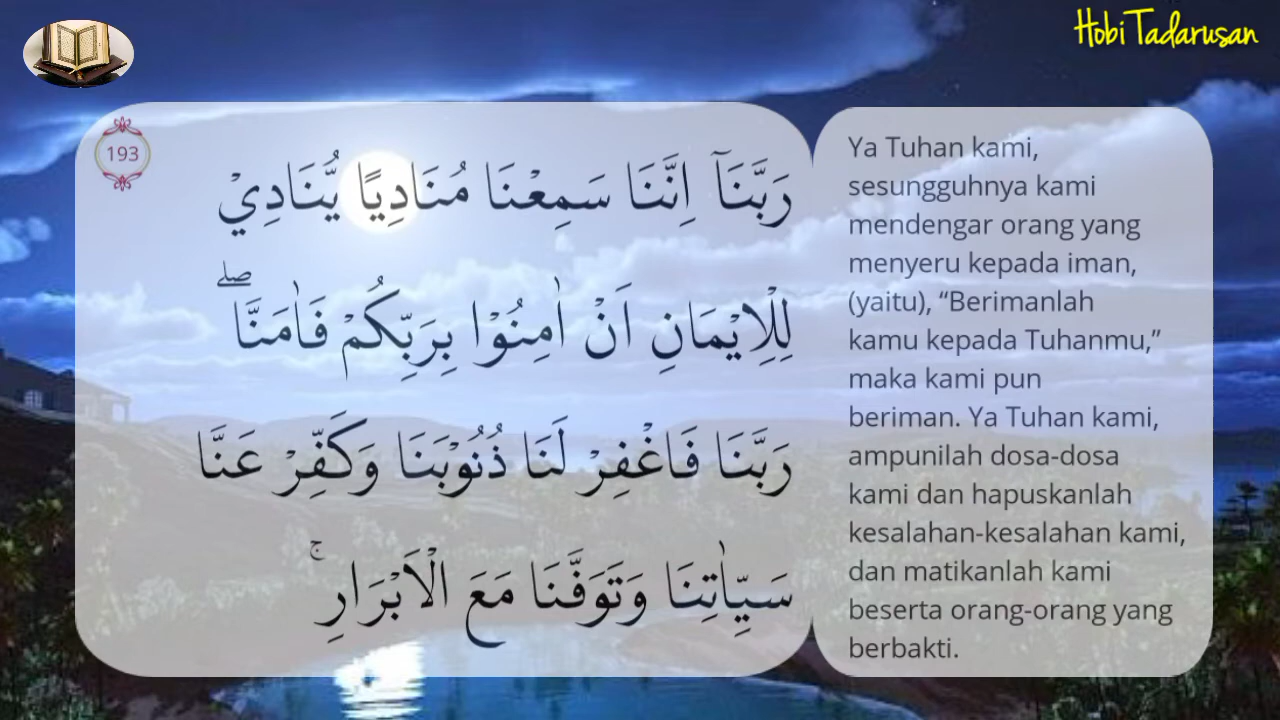 Hobi Tadarusan
193
رَبَّنَآ اِنَّنَا سَمِعْنَا مُنَادِيًا يُّنَادِيْ
لِلْاِيْمَانِ اَنْ اٰمِنُوْا بِرَبِّكُمْ فَاٰمَنَّا ۖ
رَبَّنَا فَاغْفِرْ لَنَا ذُنُوْبَنَا وَكَفِّرْ عَنَّا
سَيِّاٰتِنَا وَتَوَفَّنَا مَعَ الْاَبْرَارِۚ
Ya Tuhan kami,
sesungguhnya kami
mendengar orang yang
menyeru kepada iman,
(yaitu), “Berimanlah
kamu kepada Tuhanmu,”
maka kami pun
beriman. Ya Tuhan kami,
ampunilah dosa-dosa
kami dan hapuskanlah
kesalahan-kesalahan kami,
dan matikanlah kami
beserta orang-orang yang
berbakti.